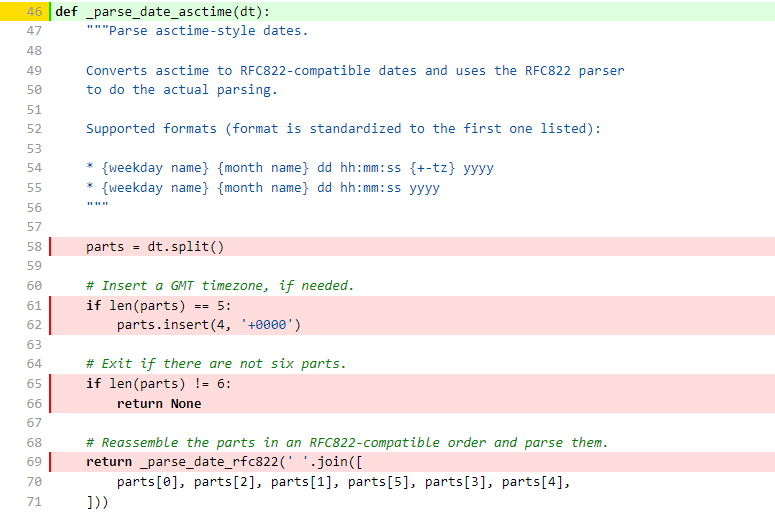 46 def _parse_date_asctime(dt):
47     """Parse asctime-style dates.
48
49     Converts asctime to RFC822-compatible dates and uses the RFC822 parser
50     to do the actual parsing.
51
52     Supported formats (format is standardized to the first one listed):
53
54     * {weekday name} {month name} dd hh:mm:ss {+-tz} yyyy
55     * {weekday name} {month name} dd hh:mm:ss yyyy
56     """
57
58     parts = dt.split()
59
60     # Insert a GMT timezone, if needed.
61     if len(parts) == 5:
62         parts.insert(4, '+0000')
63
64     # Exit if there are not six parts.
65     if len(parts) != 6:
66         return None
67
68     # Reassemble the parts in an RFC822-compatible order and parse them.
69     return _parse_date_rfc822(' '.join([
70         parts[0], parts[2], parts[1], parts[5], parts[3], parts[4],
71     ]))